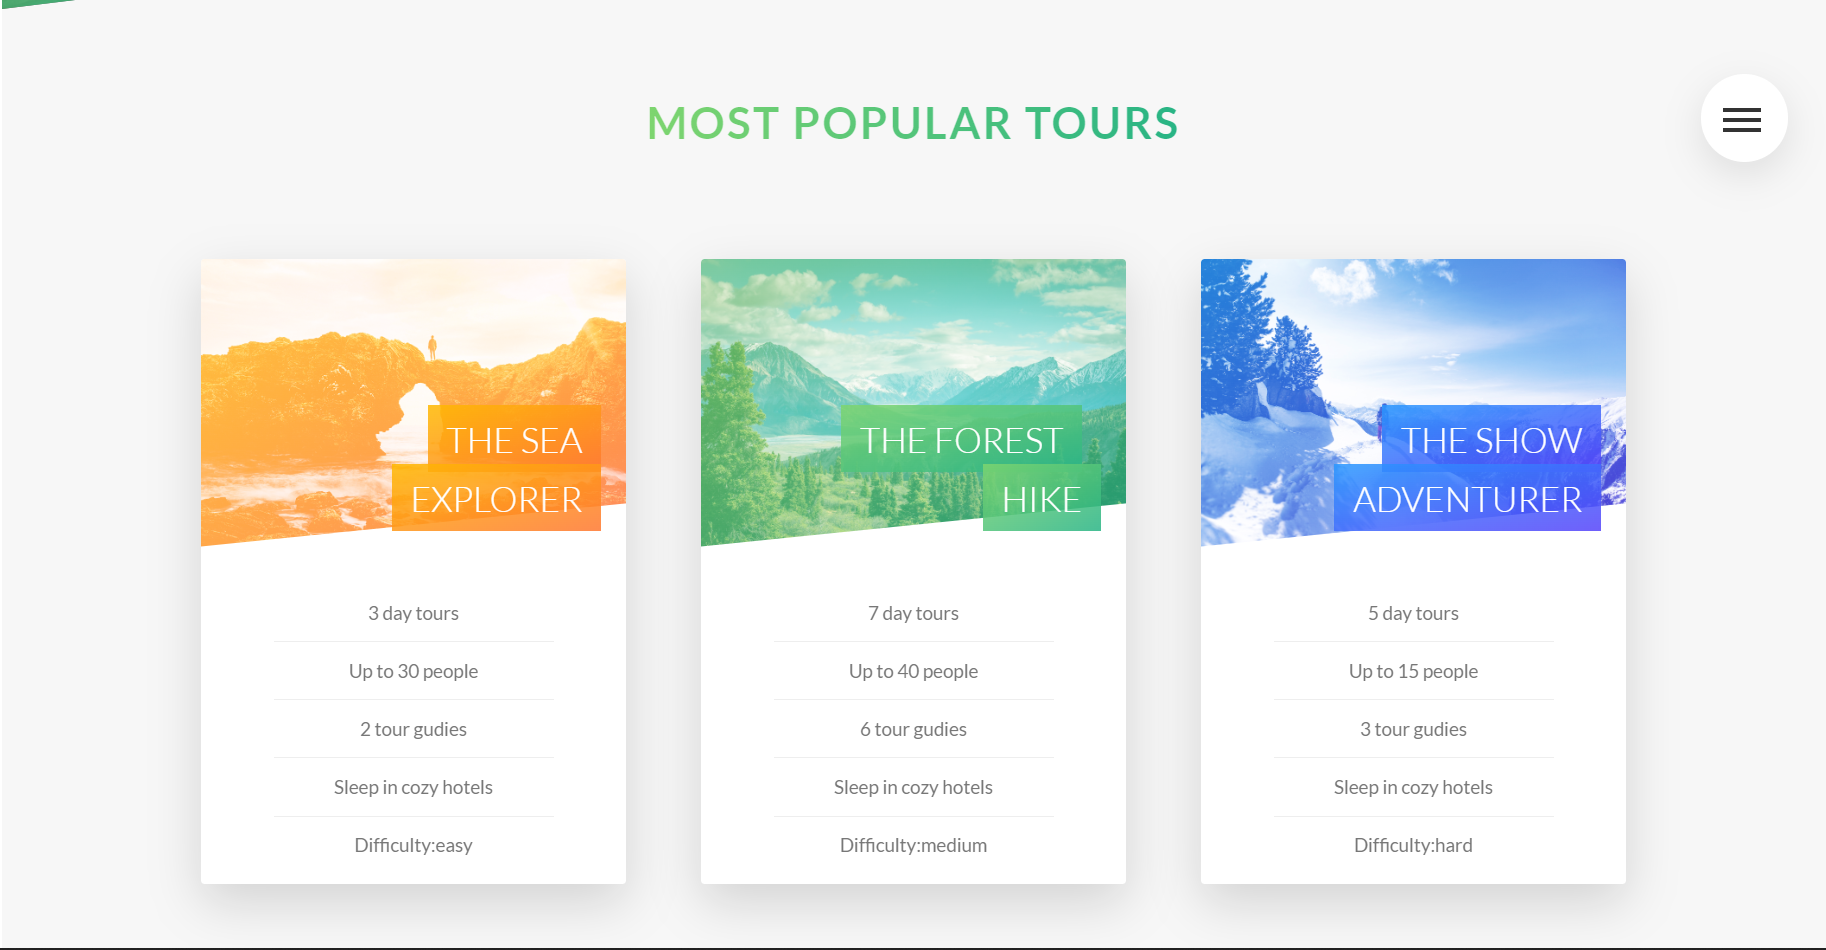 MOST POPULAR TOURS
THE SEA
EXPLORER
3 day tours
Up to 30 people
2 tour gudies
Sleep in cozy hotels
Difficulty:easy
THE FOREST
HIKE
7 day tours
Up to 40 people
6 tour gudies
Sleep in cozy hotels
Difficulty:medium
THE SHOW
ADVENTURER
5 day tours
Up to 15 people
3 tour gudies
Sleep in cozy hotels
Difficulty:hard